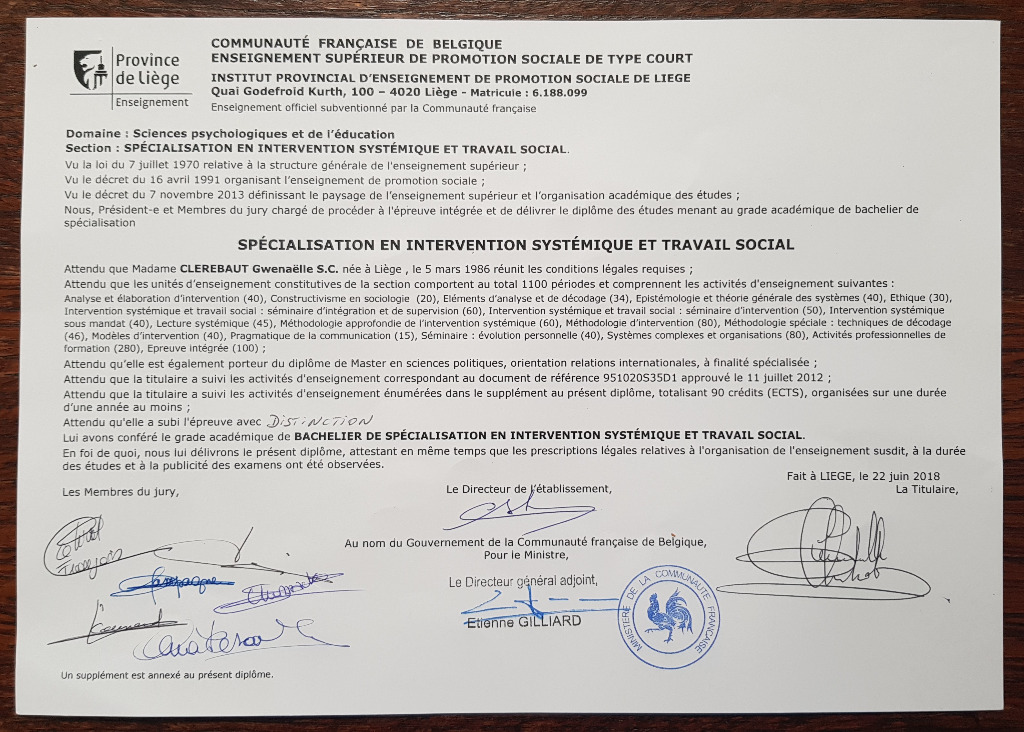 Province
de Liège
Enseignement
COMMUNAUTÉ FRANÇAISE DE BELGIQUE
ENSEIGNEMENT SUPÉRIEUR DE PROMOTION SOCIALE DE TYPE COURT
INSTITUT PROVINCIAL D'ENSEIGNEMENT DE PROMOTION SOCIALE DE LIEGE
Quai Godefroid Kurth, 100 – 4020 Liège - Matricule : 6.188.099
Enseignement officiel subventionné par la Communauté française
Domaine : Sciences psychologiques et de l'éducation
Section : SPÉCIALISATION EN INTERVENTION SYSTÉMIQUE ET TRAVAIL SOCIAL.
Vu la loi du 7 juillet 1970 relative à la structure générale de l'enseignement supérieur ;
Vu le décret du 16 avril 1991 organisant l'enseignement de promotion sociale ;
Vu le décret du 7 novembre 2013 définissant le paysage de l'enseignement supérieur et l'organisation académique des études ;
Nous, Président-e et Membres du jury chargé de procéder à l'épreuve intégrée et de délivrer le diplôme des études menant au grade académique de bachelier de
spécialisation
SPÉCIALISATION EN INTERVENTION SYSTÉMIQUE ET TRAVAIL SOCIAL
Attendu que Madame CLEREBAUT Gwenaëlle S.C. née à Liège , le 5 mars 1986 réunit les conditions légales requises ;
Attendu que les unités d'enseignement constitutives de la section comportent au total 1100 périodes et comprennent les activités d'enseignement suivantes :
Analyse et élaboration d'intervention (40), Constructivisme en sociologie (20), Eléments d'analyse et de décodage (34), Epistémologie et théorie générale des systèmes (40), Ethique (30),
Intervention systémique et travail social : séminaire d'intégration et de supervision (60), Intervention systémique et travail social : séminaire d'intervention (50), Intervention systémique
sous mandat (40), Lecture systémique (45), Méthodologie approfondie de l'intervention systémique (60), Méthodologie d'intervention (80), Méthodologie spéciale : techniques de décodage
(46), Modèles d'intervention (40), Pragmatique de la communication (15), Séminaire : évolution personnelle (40), Systèmes complexes et organisations (80), Activités professionnelles de
formation (280), Epreuve intégrée (100) ;
Attendu qu'elle est également porteur du diplôme de Master en sciences politiques, orientation relations internationales, à finalité spécialisée ;
Attendu que la titulaire a suivi les activités d'enseignement correspondant au document de référence 951020S35D1 approuvé le 11 juillet 2012 ;
Attendu que la titulaire a suivi les activités d'enseignement énumérées dans le supplément au présent diplôme, totalisant 90 crédits (ECTS), organisées sur une durée
d'une année au moins ;
Attendu qu'elle a subi l'épreuve avec DISTINCTION
Lui avons conféré le grade académique de BACHELIER DE SPÉCIALISATION EN INTERVENTION SYSTÉMIQUE ET TRAVAIL SOCIAL.
En foi de quoi, nous lui délivrons le présent diplôme, attestant en même temps que les prescriptions légales relatives à l'organisation de l'enseignement susdit, à la durée
des études et à la publicité des examens ont été observées.
Fait à LIEGE, le 22 juin 2018
Les Membres du jury,
Le Directeur de l'établissement,
La Titulaire,
Au nom du Gouvernement de la Communauté française de Belgique,
Pour le Ministre,
Le Directeur général adjoint,
Etienne GILLIARD
MINISTERE DE LA COMMUNAUTE FRANÇAISE
Un supplément est annexé au présent diplôme.